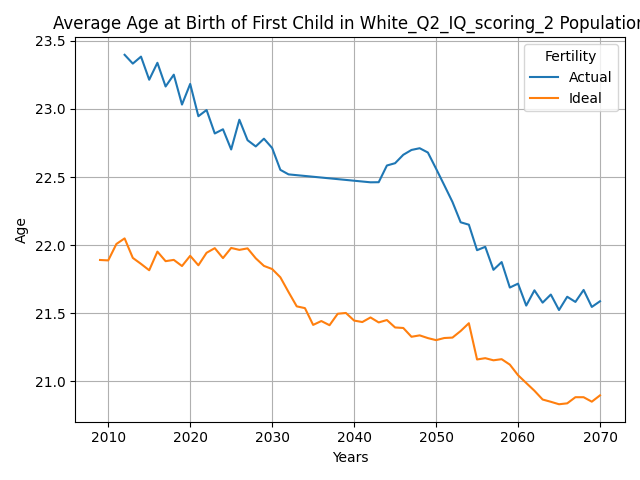 Average Age at Birth of First Child in White_Q2_IQ_scoring_2 Population
Fertility
Actual
Ideal
23.5
23.0
22.5
22.0
21.5
21.0
Age
2010 2020 2030 2040 2050 2060 2070
Years